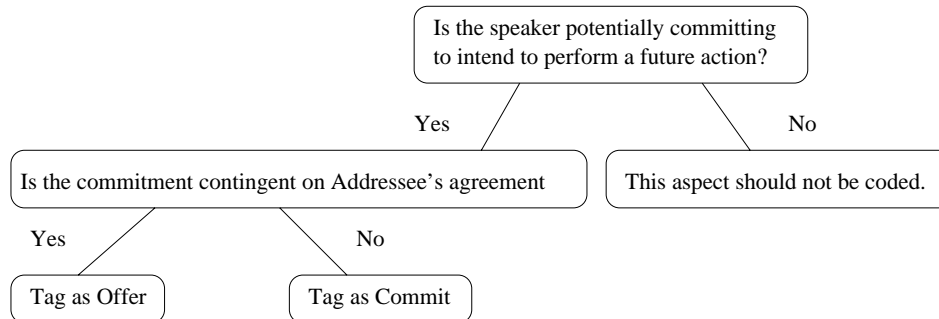 Is the speaker potentially committing
to intend to perform a future action?
Yes
No
Is the commitment contingent on Addressee's agreement
This aspect should not be coded.
Yes
No
Tag as Offer
Tag as Commit